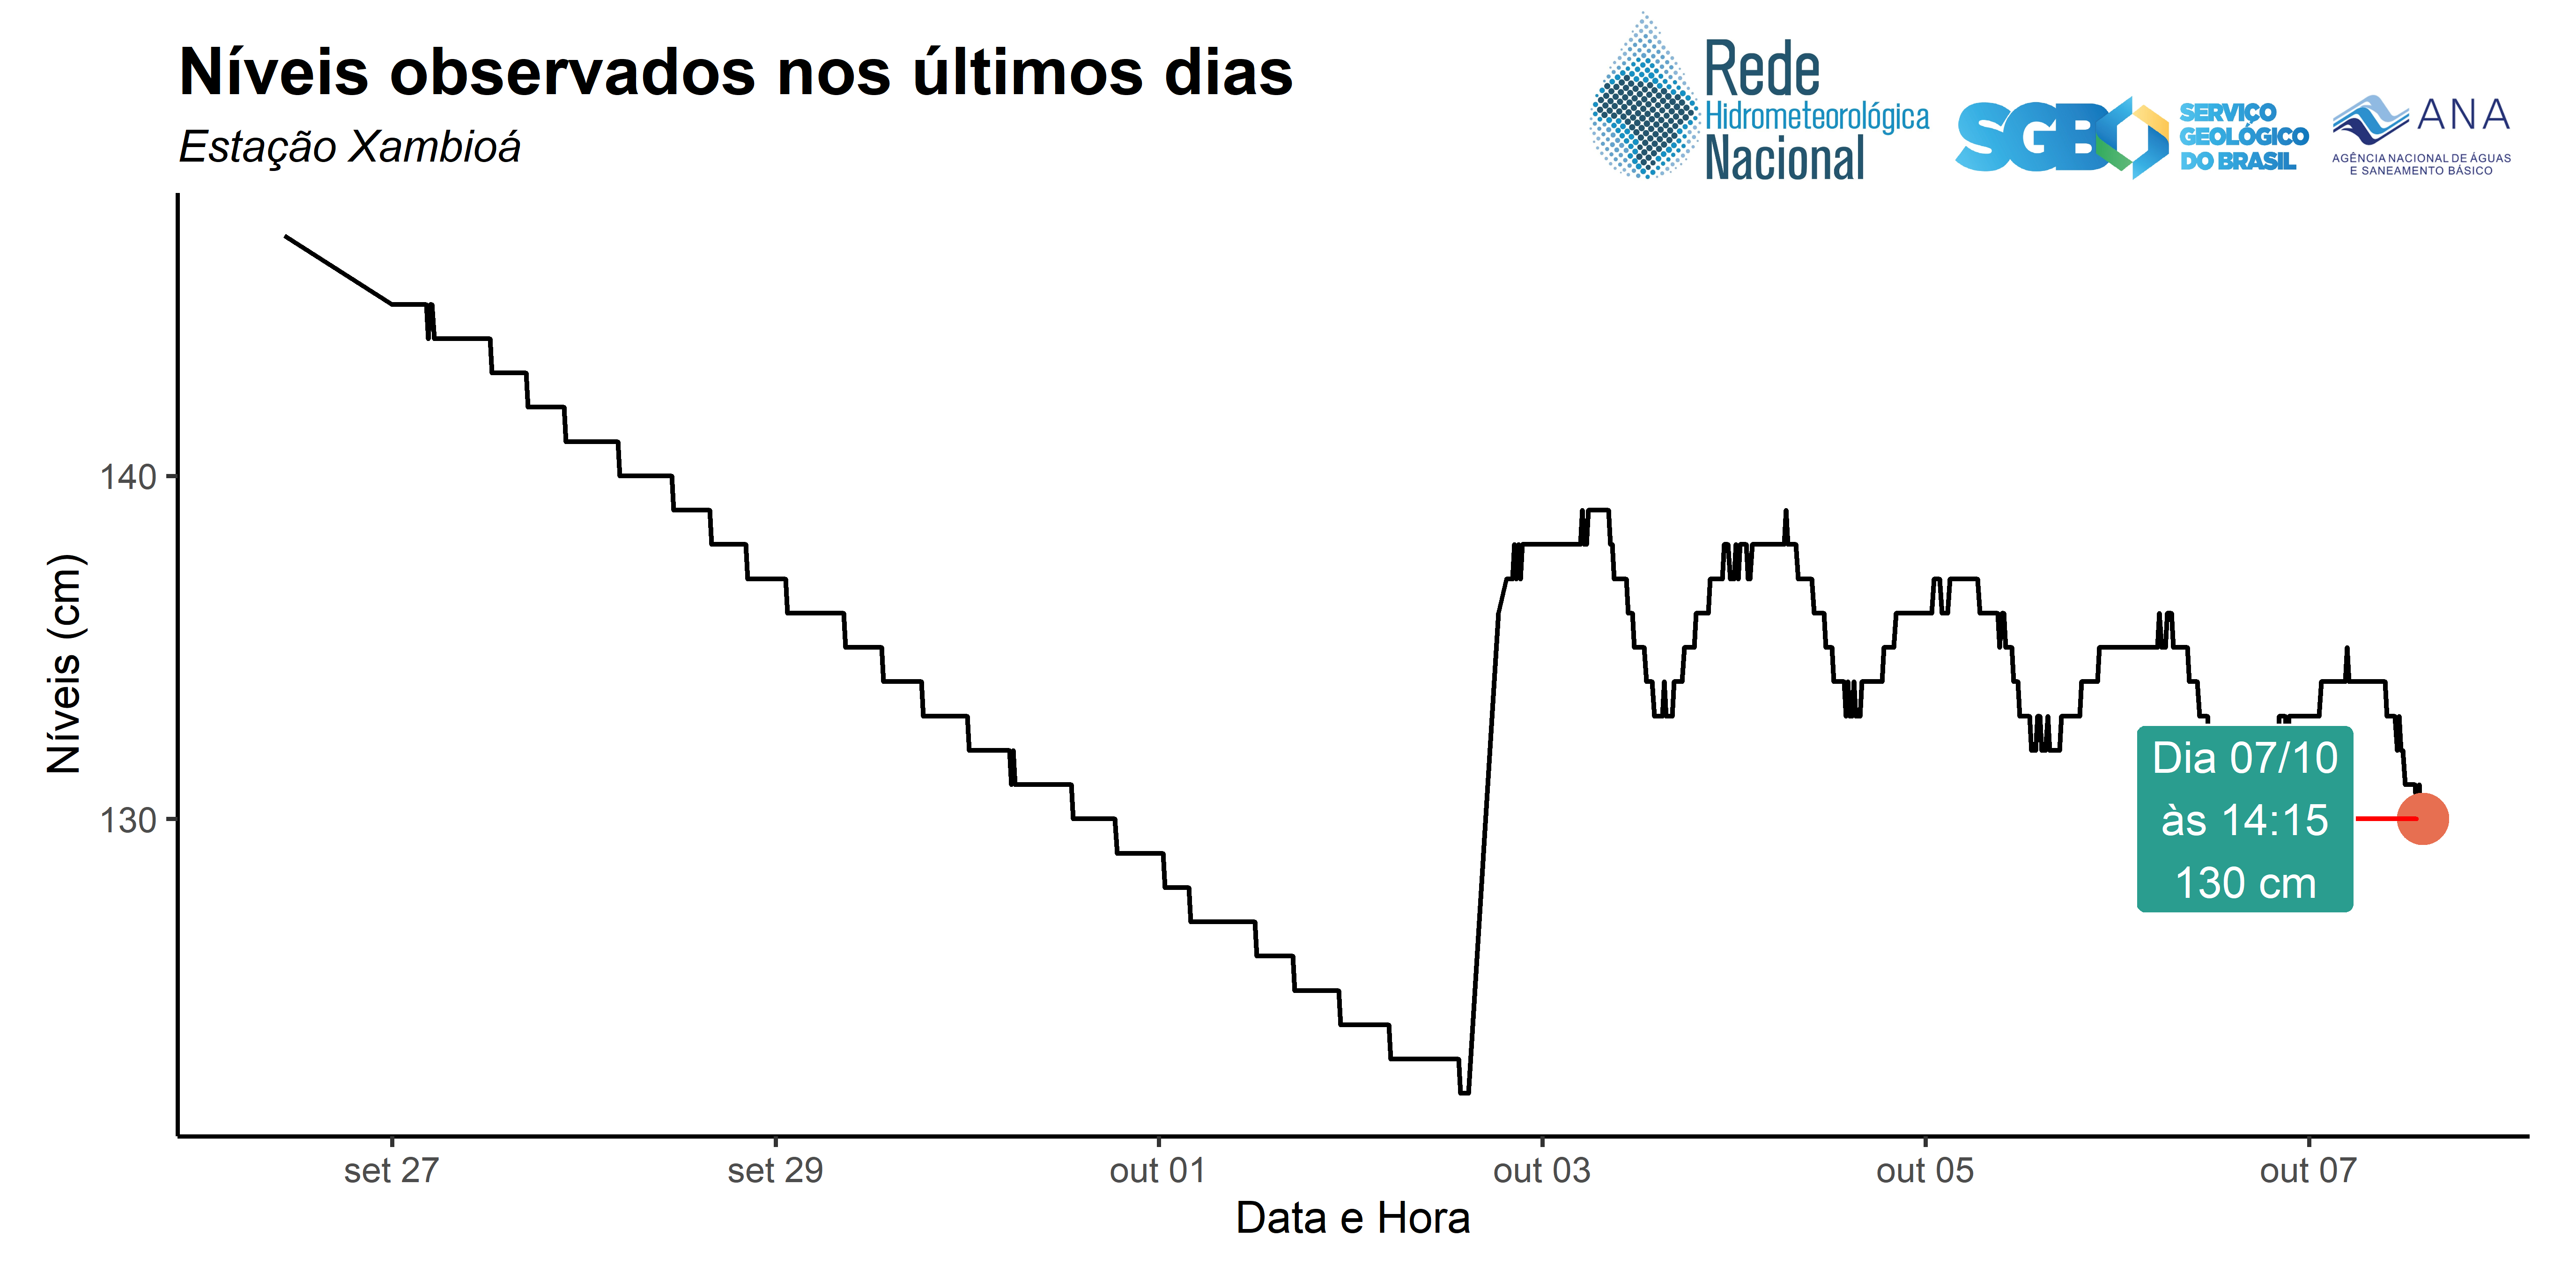 Níveis observados nos últimos dias
Estação Xambioá
Rede
Hidrometeorológica
Nacional
SGB
SERVIÇO
GEOLÓGICO
DO BRASIL
ANA
AGÊNCIA NACIONAL DE ÁGUAS
E SANEAMENTO BÁSICO
Níveis (cm)
140
130
Dia 07/10
às 14:15
130 cm
set 27
set 29
out 01
out 03
out 05
out 07
Data e Hora